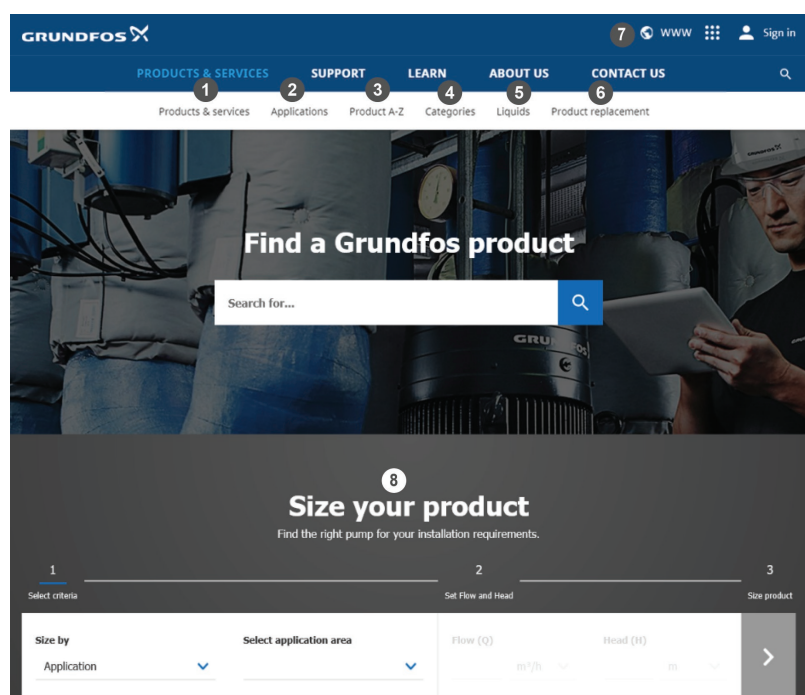 GRUNDFOS
7 WWW Sign in
PRODUCTS & SERVICES SUPPORT LEARN ABOUT US CONTACT US
1 2 3 4 5 6
Products & services Applications Product A-Z Categories Liquids Product replacement
GRUNDFOS
Find a Grundfos product
Search for...
GRU OS
8
Size your product
Find the right pump for your installation requirements.
1 2 3
Select criteria Set Flow and Head Size product
Size by Select application area Flow (Q) Head (H)
Application m³/h m